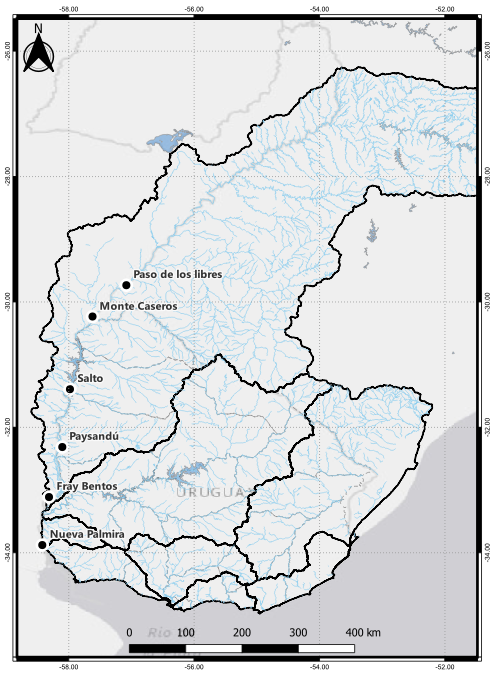 -58.00 -56.00 -54.00 -52.00
N
-26.00 -26.00
-28.00 -28.00
Paso de los libres
Monte Caseros
-30.00 -30.00
Salto
-32.00 -32.00
Paysandú
Fray Bentos
URUGUA
Nueva Palmira
-34.00 -34.00
0 100 200 300 400 km
Río
-58.00 -56.00 -54.00 -52.00